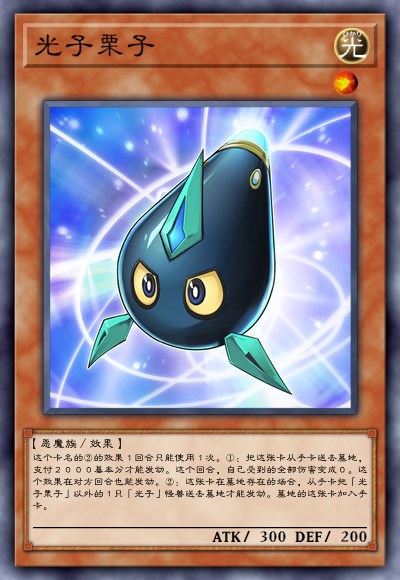 光子栗子
ひかり
光
【恶魔族／效果】
这个卡名的②的效果1回合只能使用1次。①：把这张卡从手卡送去墓地，
支付2000基本分才能发动。这个回合，自己受到的全部伤害变成0。这
个效果在对方回合也能发动。②：这张卡在墓地存在的场合，从手卡把「光
子栗子」以外的1只「光子」怪兽送去墓地才能发动。墓地的这张卡加入手
卡。
ATK/ 300 DEF/ 200